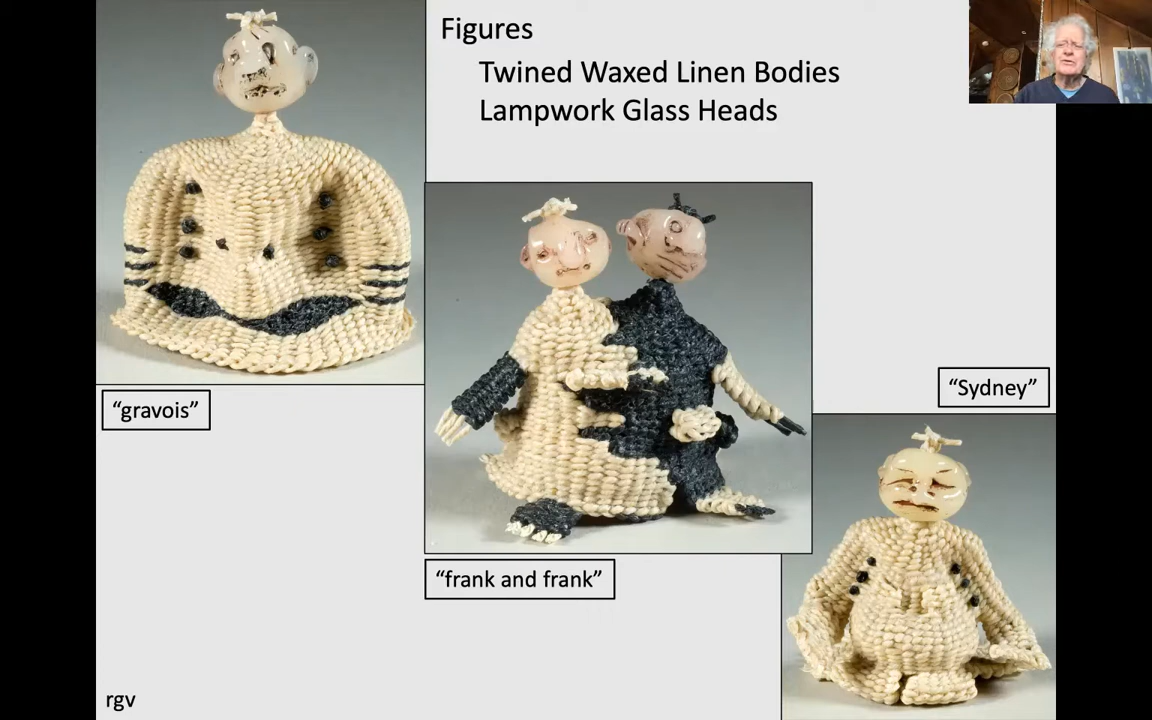 Figures
Twined Waxed Linen Bodies
Lampwork Glass Heads
“gravois”
“Sydney”
“frank and frank”
rgv